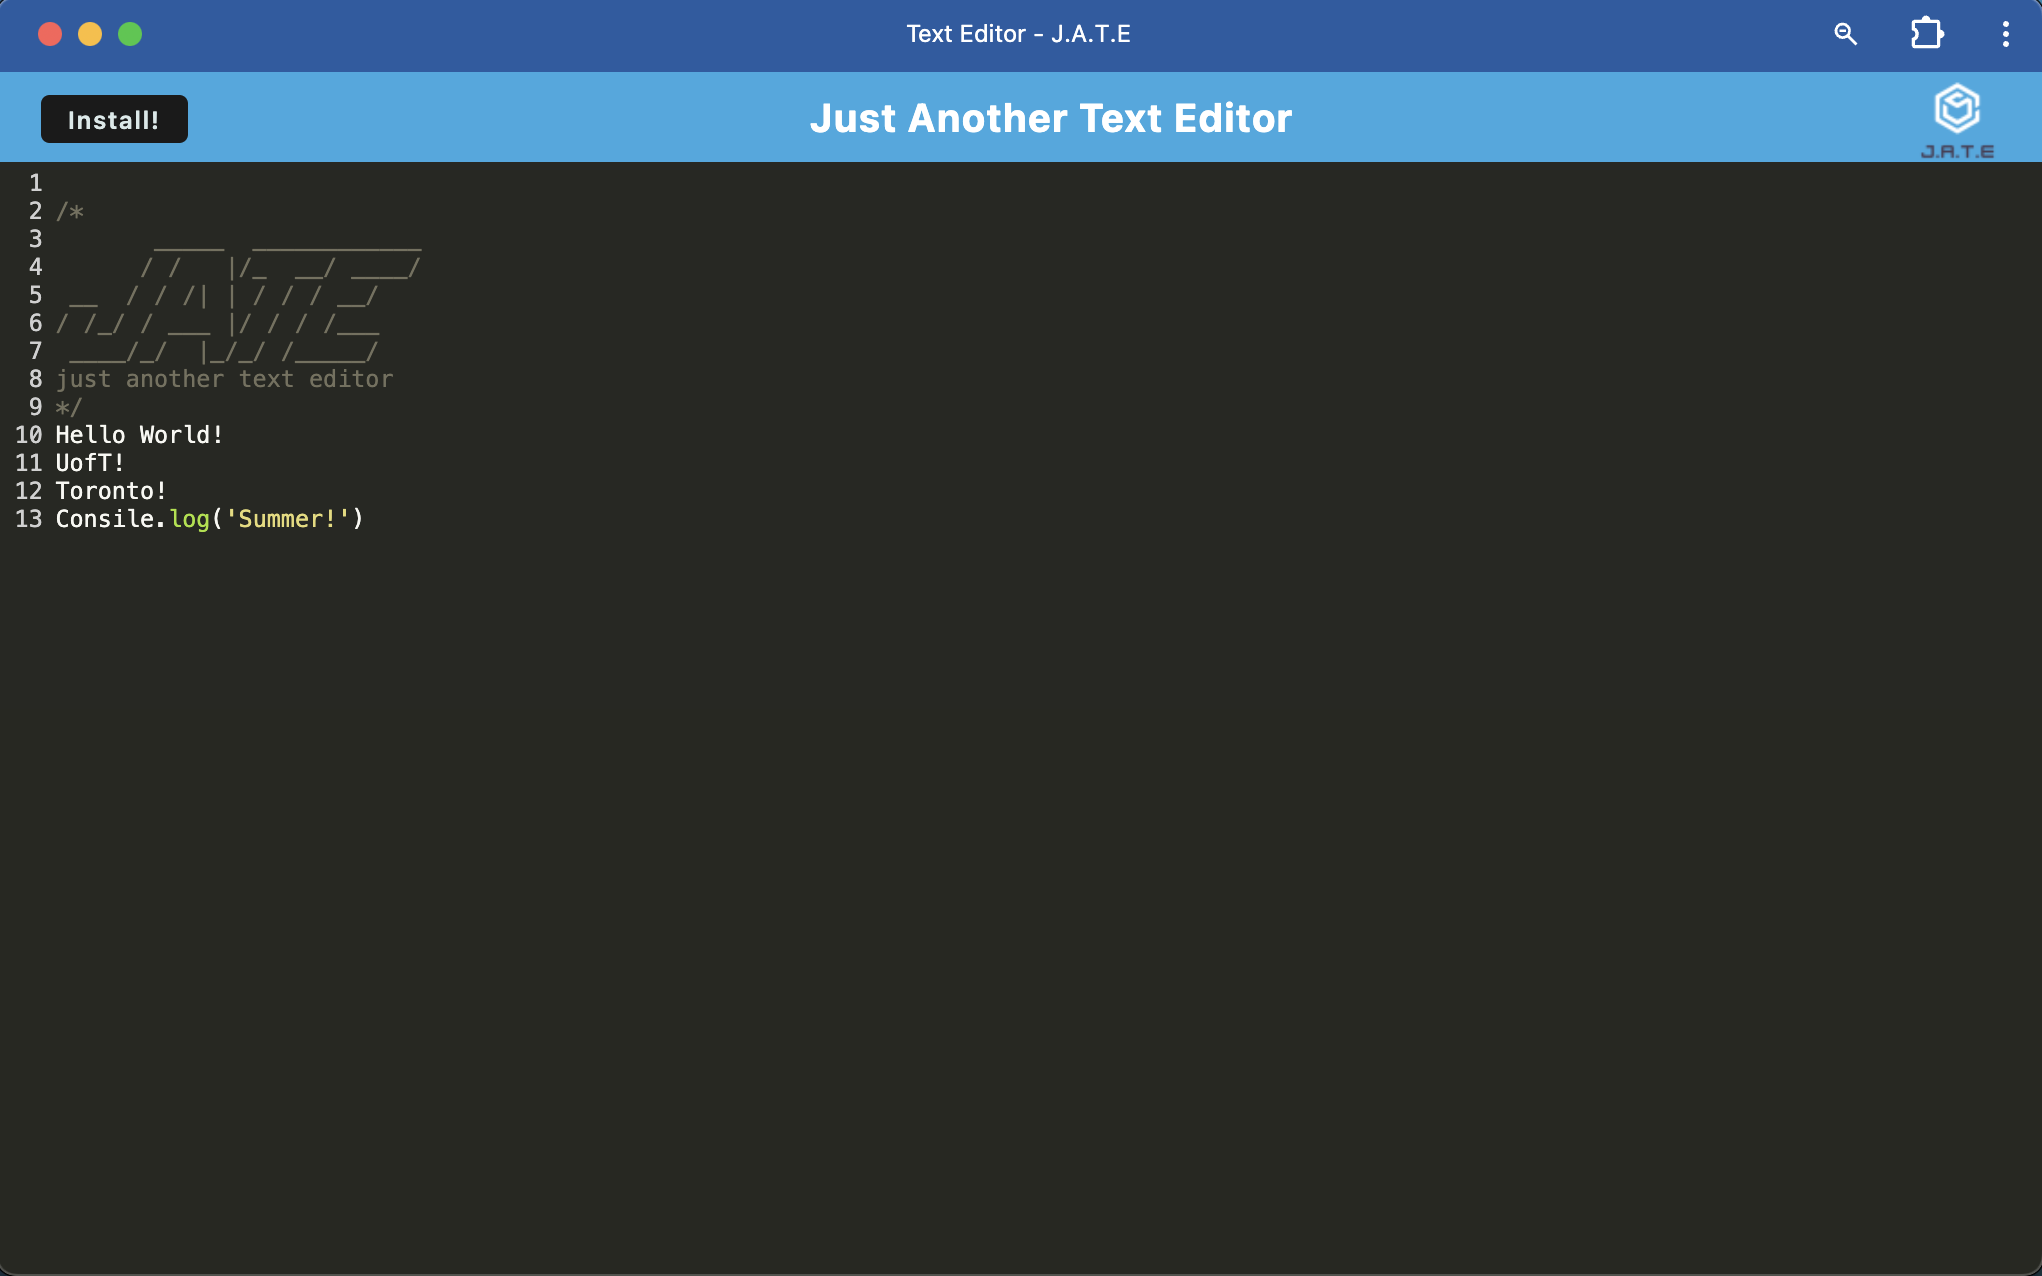 Text Editor - J.A.T.E
Install!
Just Another Text Editor
J.A.T.E
1
2 /*
3        _____  ____________
4       / /    |/_  __/ ____/
5  __  / / /| | / / / __/
6 / /_/ / ___ |/ / / /___
7  ____/_/  |_/_/ /_____/
8 just another text editor
9 */
10 Hello World!
11 UofT!
12 Toronto!
13 Consile.log('Summer!')